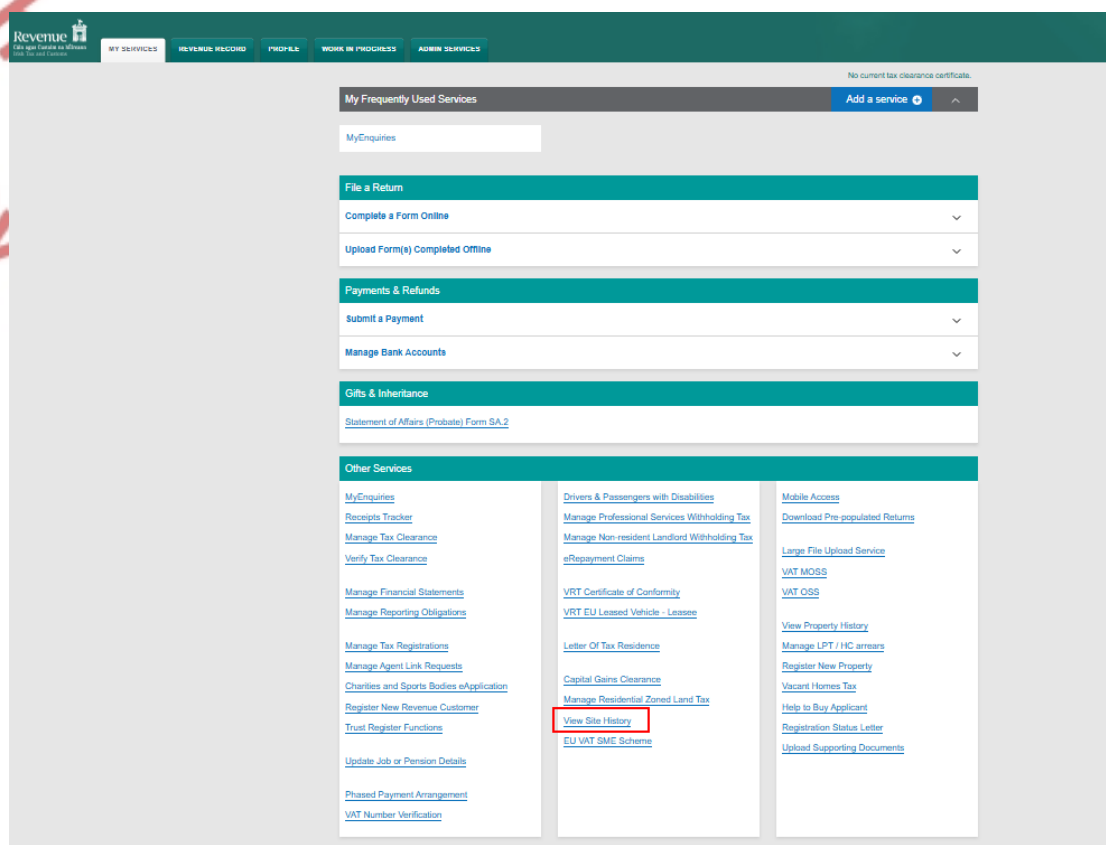 Revenue
Cáin agus Custaim na hÉireann
Irish Tax and Customs
MY SERVICES
REVENUE RECORD
PROFILE
WORK IN PROGRESS
ADMIN SERVICES
No current tax clearance certificate.
My Frequently Used Services
Add a service
MyEnquiries
File a Return
Complete a Form Online
Upload Form(s) Completed Offline
Payments & Refunds
Submit a Payment
Manage Bank Accounts
Gifts & Inheritance
Statement of Affairs (Probate) Form SA.2
Other Services
MyEnquiries
Receipts Tracker
Manage Tax Clearance
Verify Tax Clearance
Manage Financial Statements
Manage Reporting Obligations
Manage Tax Registrations
Manage Agent Link Requests
Charities and Sports Bodies eApplication
Register New Revenue Customer
Trust Register Functions
Update Job or Pension Details
Phased Payment Arrangement
VAT Number Verification
Drivers & Passengers with Disabilities
Manage Professional Services Withholding Tax
Manage Non-resident Landlord Withholding Tax
eRepayment Claims
VRT Certificate of Conformity
VRT EU Leased Vehicle - Leasee
Letter Of Tax Residence
Capital Gains Clearance
Manage Residential Zoned Land Tax
View Site History
EU VAT SME Scheme
Mobile Access
Download Pre-populated Returns
Large File Upload Service
VAT MOSS
VAT OSS
View Property History
Manage LPT / HC arrears
Register New Property
Vacant Homes Tax
Help to Buy Applicant
Registration Status Letter
Upload Supporting Documents